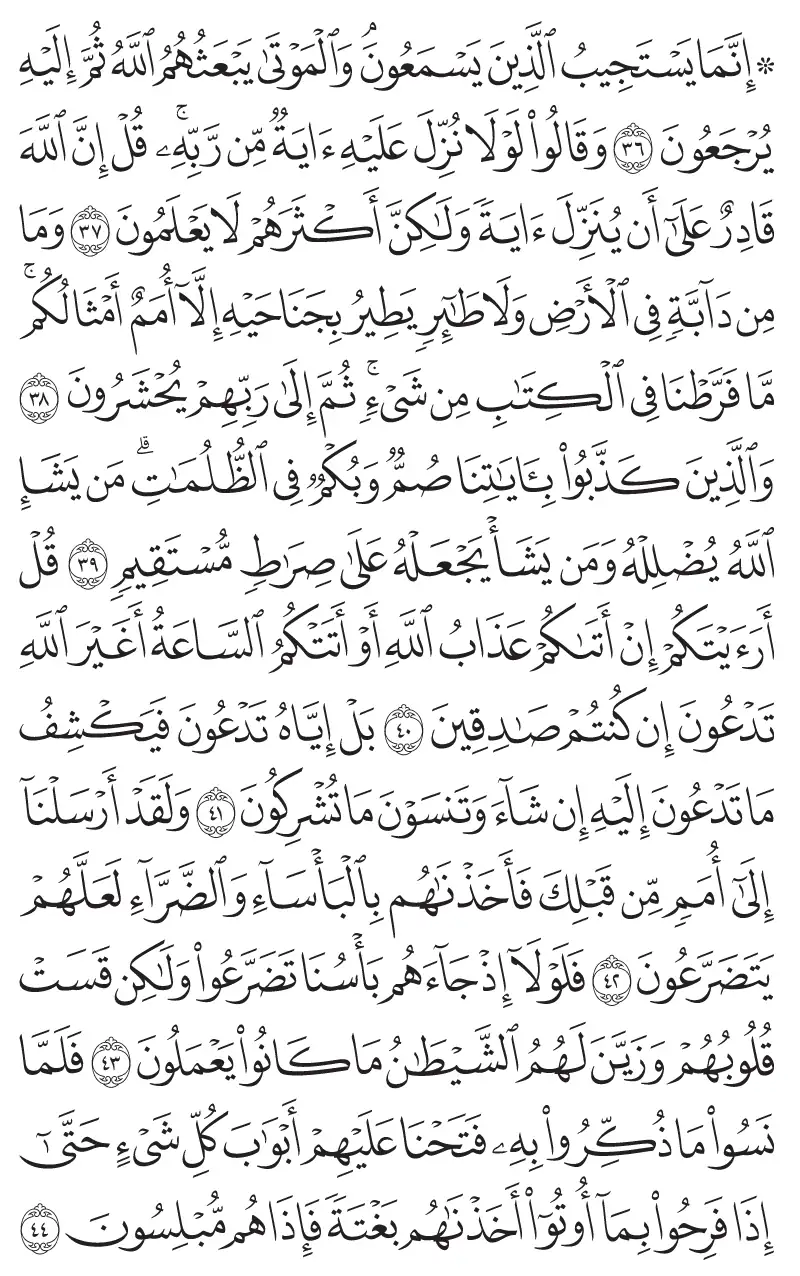 ۞ إِنَّمَا يَسْتَجِيبُ ٱلَّذِينَ يَسْمَعُونَۘ وَٱلْمَوْتَىٰ يَبْعَثُهُمُ ٱللَّهُ ثُمَّ إِلَيْهِ
يُرْجَعُونَ ٣٦ وَقَالُوا۟ لَوْلَا نُزِّلَ عَلَيْهِ ءَايَةٌ مِّن رَّبِّهِۦۚ قُلْ إِنَّ ٱللَّهَ
قَادِرٌ عَلَىٰٓ أَن يُنَزِّلَ ءَايَةً وَلَـٰكِنَّ أَكْثَرَهُمْ لَا يَعْلَمُونَ ٣٧ وَمَا
مِن دَآبَّةٍ فِى ٱلْأَرْضِ وَلَا طَـٰٓئِرٍ يَطِيرُ بِجَنَاحَيْهِ إِلَّآ أُمَمٌ أَمْثَالُكُمۚ
مَّا فَرَّطْنَا فِى ٱلْكِتَـٰبِ مِن شَىْءٍۚ ثُمَّ إِلَىٰ رَبِّهِمْ يُحْشَرُونَ ٣٨
وَٱلَّذِينَ كَذَّبُوا۟ بِـَٔايَـٰتِنَا صُمٌّ وَبُكْمٌ فِى ٱلظُّلُمَـٰتِۗ مَن يَشَإِ
ٱللَّهُ يُضْلِلْهُ وَمَن يَشَأْ يَجْعَلْهُ عَلَىٰ صِرَٰطٍ مُّسْتَقِيمٍ ٣٩ قُلْ
أَرَءَيْتَكُمْ إِنْ أَتَىٰكُمْ عَذَابُ ٱللَّهِ أَوْ أَتَتْكُمُ ٱلسَّاعَةُ أَغَيْرَ ٱللَّهِ
تَدْعُونَ إِن كُنتُمْ صَـٰدِقِينَ ٤٠ بَلْ إِيَّاهُ تَدْعُونَ فَيَكْشِفُ
مَا تَدْعُونَ إِلَيْهِ إِن شَآءَ وَتَنسَوْنَ مَا تُشْرِكُونَ ٤١ وَلَقَدْ أَرْسَلْنَآ
إِلَىٰٓ أُمَمٍ مِّن قَبْلِكَ فَأَخَذْنَـٰهُم بِٱلْبَأْسَآءِ وَٱلضَّرَّآءِ لَعَلَّهُمْ
يَتَضَرَّعُونَ ٤٢ فَلَوْلَآ إِذْ جَآءَهُم بَأْسُنَا تَضَرَّعُوا۟ وَلَـٰكِن قَسَتْ
قُلُوبُهُمْ وَزَيَّنَ لَهُمُ ٱلشَّيْطَـٰنُ مَا كَانُوا۟ يَعْمَلُونَ ٤٣ فَلَمَّا
نَسُوا۟ مَا ذُكِّرُوا۟ بِهِۦ فَتَحْنَا عَلَيْهِمْ أَبْوَٰبَ كُلِّ شَىْءٍ حَتَّىٰٓ
إِذَا فَرِحُوا۟ بِمَآ أُوتُوٓا۟ أَخَذْنَـٰهُم بَغْتَةً فَإِذَا هُم مُّبْلِسُونَ ٤٤